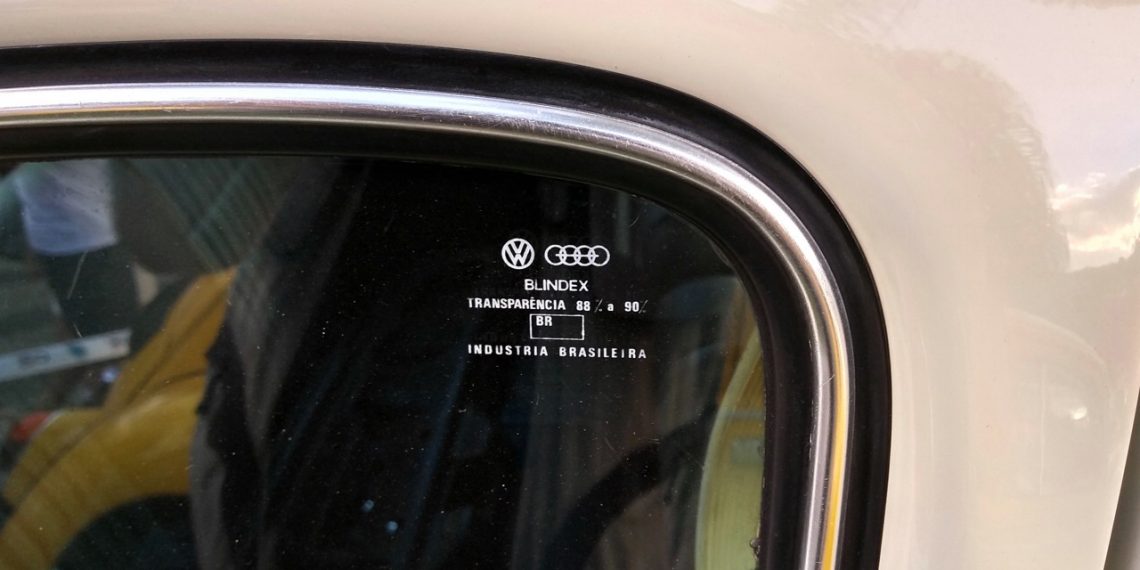 BLINDEX
TRANSPARÊNCIA 88% a 90%
BR
INDUSTRIA BRASILEIRA